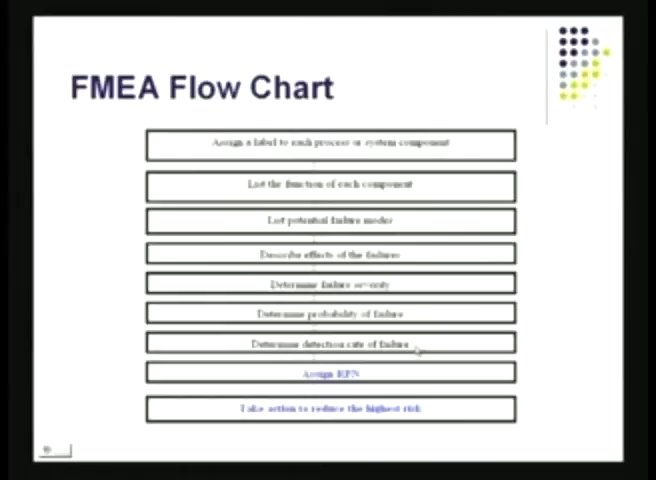 FMEA Flow Chart
Assign a label to each process or system component
List the function of each component
List potential failure modes
Describe effects of the failures
Determine failure severity
Determine probability of failure
Determine detection rate of failure
Assign RPN
Take action to reduce the highest risk